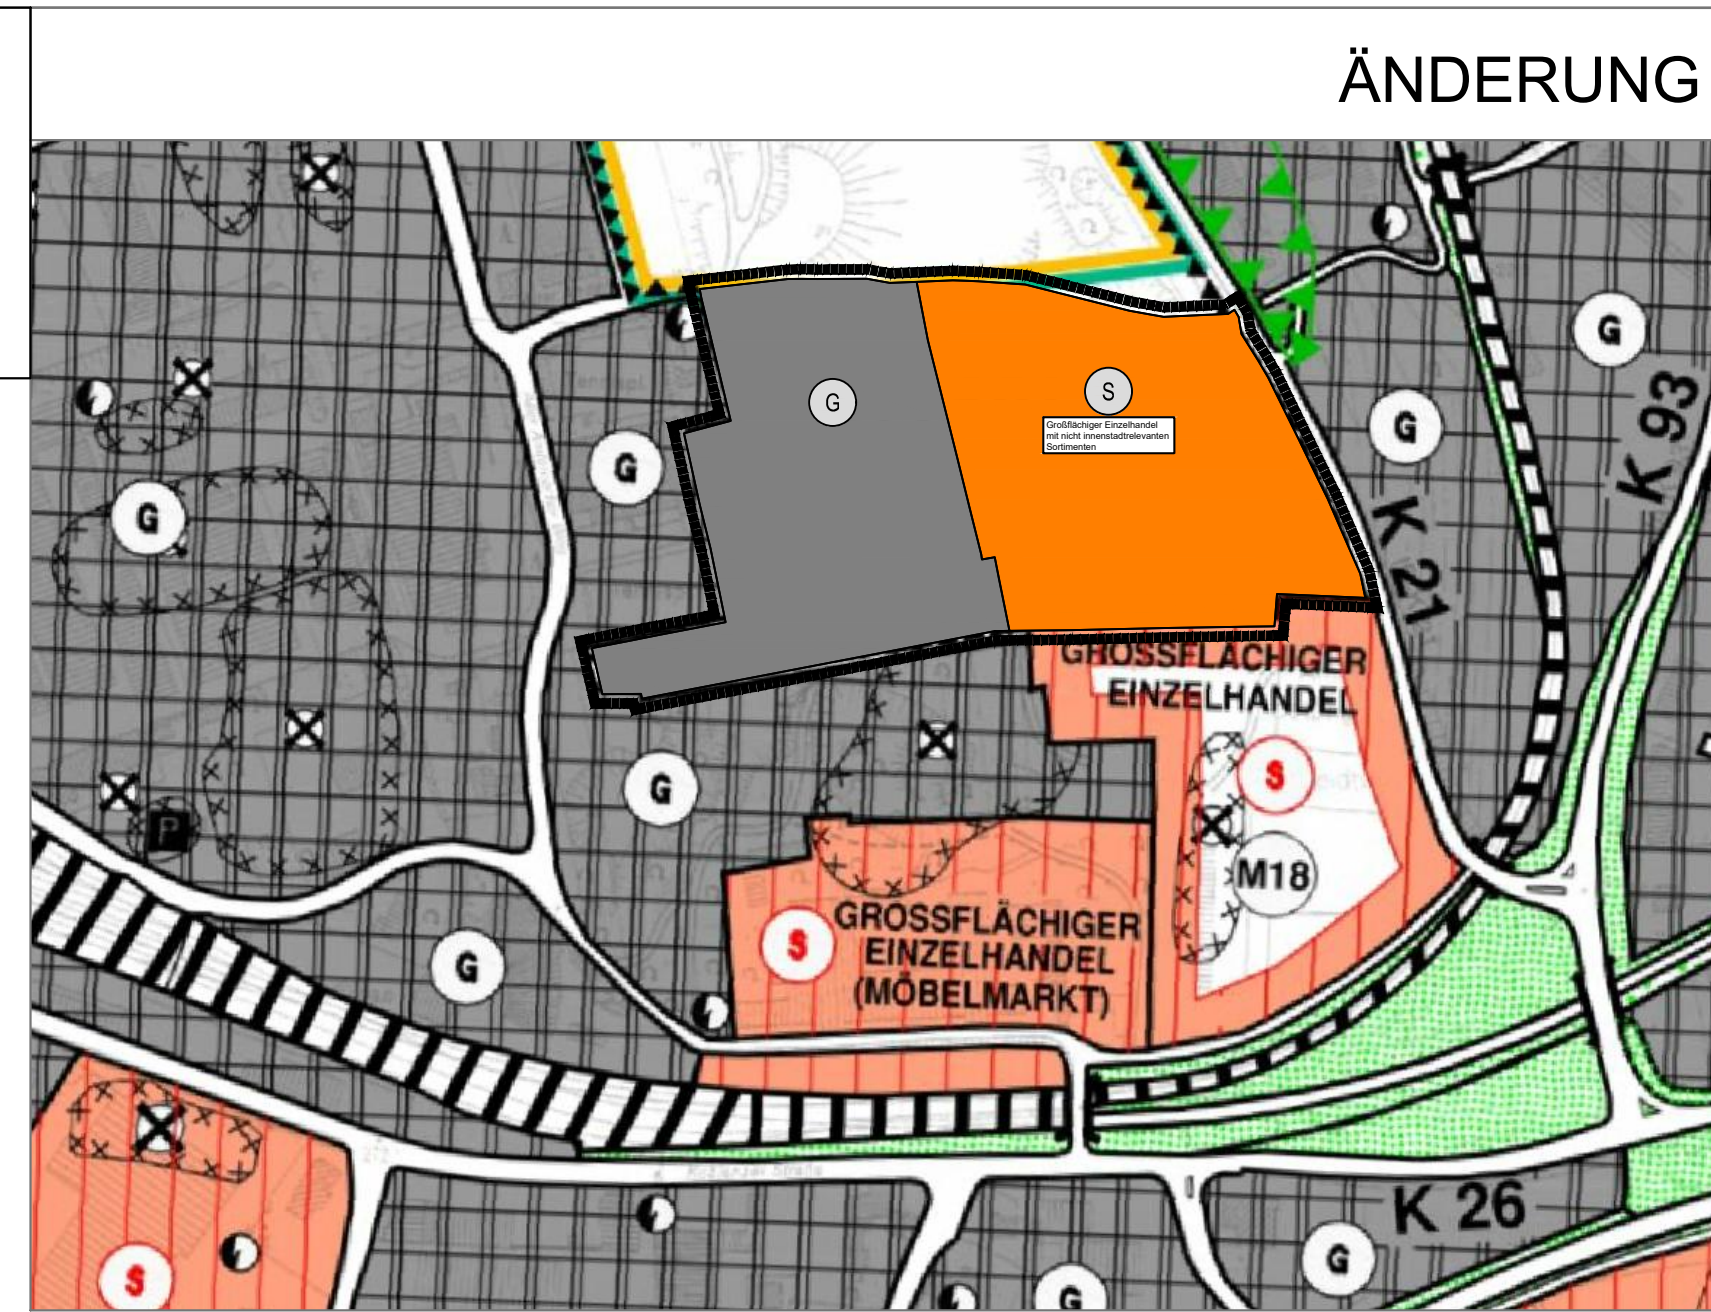 ÄNDERUNG
G
K 93
G
S
Großflächiger Einzelhandel
mit nicht innenstadtrelevanten
Sortimenten
G
G
G
K 21
GROSSFLÄCHIGER
EINZELHANDEL
S
G
P
M18
GROSSFLÄCHIGER
EINZELHANDEL
(MÖBELMARKT)
S
G
K 26
G
S
G